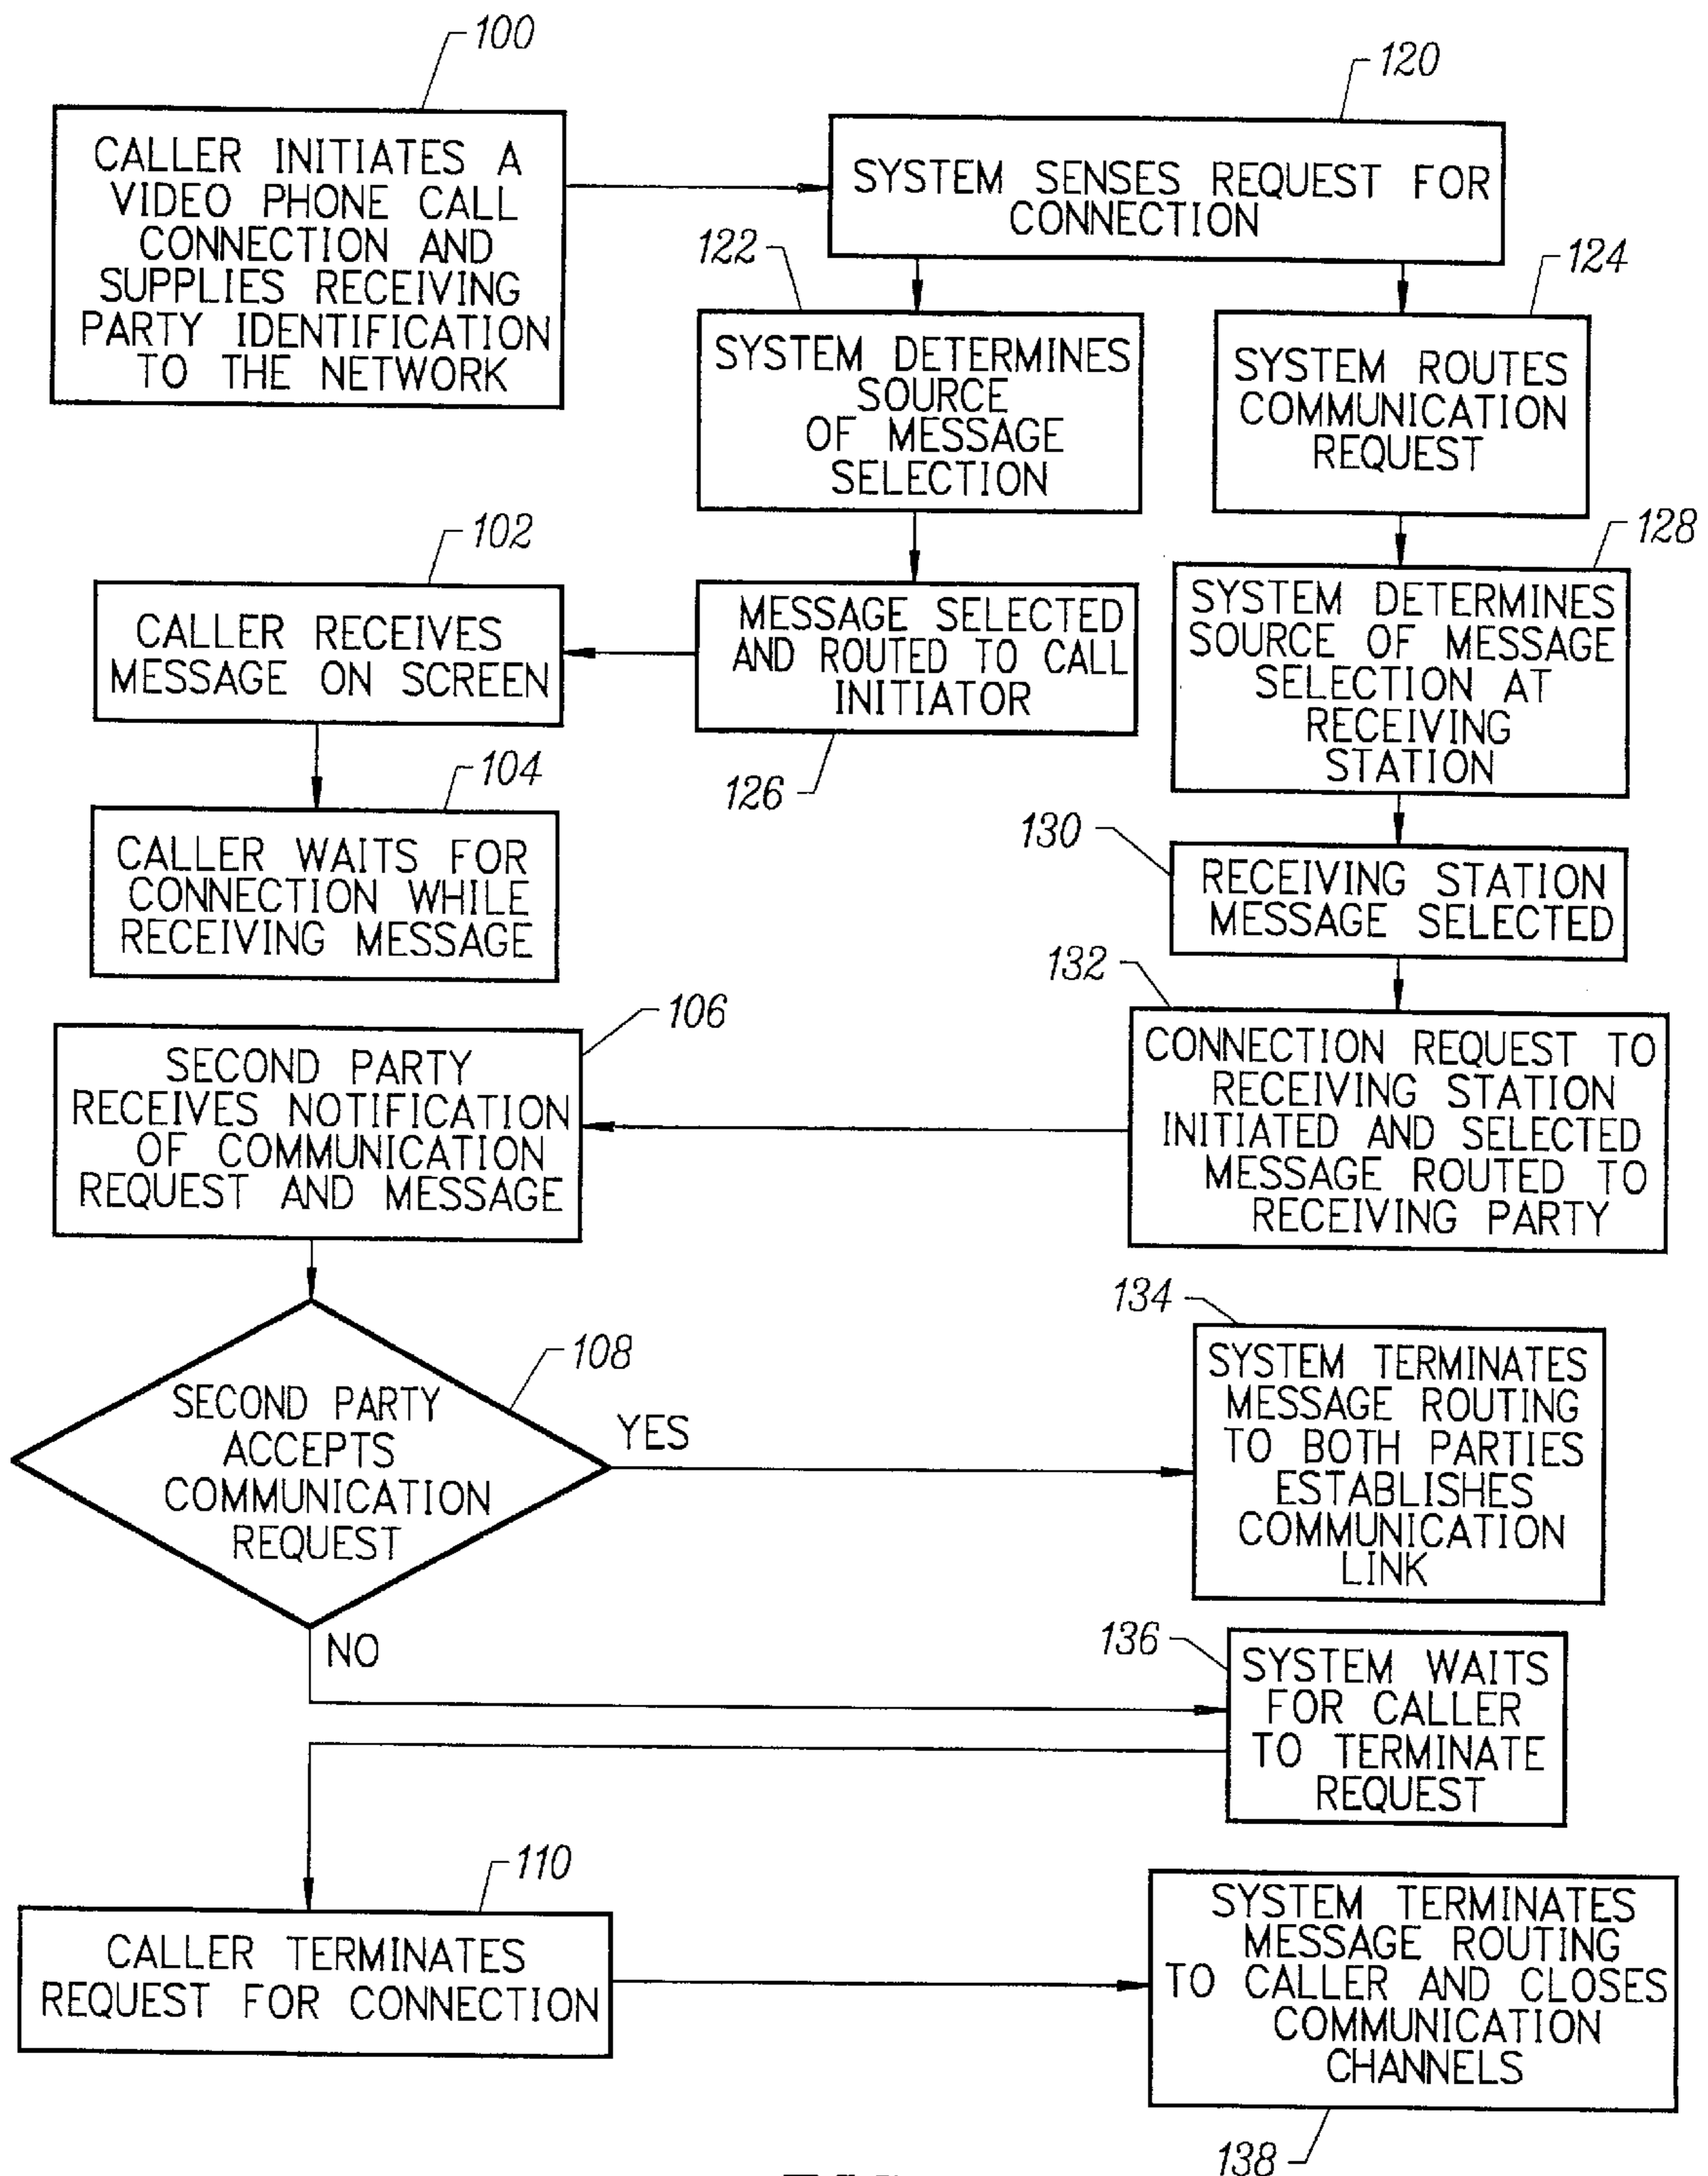 100
CALLER INITIATES A
VIDEO PHONE CALL
CONNECTION AND
SUPPLIES RECEIVING
PARTY IDENTIFICATION
TO THE NETWORK
120
SYSTEM SENSES REQUEST FOR
CONNECTION
122
SYSTEM DETERMINES
SOURCE
OF MESSAGE
SELECTION
124
SYSTEM ROUTES
COMMUNICATION
REQUEST
102
CALLER RECEIVES
MESSAGE ON SCREEN
MESSAGE SELECTED
AND ROUTED TO CALL
INITIATOR
126
128
SYSTEM DETERMINES
SOURCE OF MESSAGE
SELECTION AT
RECEIVING
STATION
104
CALLER WAITS FOR
CONNECTION WHILE
RECEIVING MESSAGE
130
RECEIVING STATION
MESSAGE SELECTED
132
CONNECTION REQUEST TO
RECEIVING STATION
INITIATED AND SELECTED
MESSAGE ROUTED TO
RECEIVING PARTY
106
SECOND PARTY
RECEIVES NOTIFICATION
OF COMMUNICATION
REQUEST AND MESSAGE
108
SECOND PARTY
ACCEPTS
COMMUNICATION
REQUEST
YES
134
SYSTEM TERMINATES
MESSAGE ROUTING
TO BOTH PARTIES
ESTABLISHES
COMMUNICATION
LINK
NO
136
SYSTEM WAITS
FOR CALLER
TO TERMINATE
REQUEST
110
CALLER TERMINATES
REQUEST FOR CONNECTION
SYSTEM TERMINATES
MESSAGE ROUTING
TO CALLER AND CLOSES
COMMUNICATION
CHANNELS
138